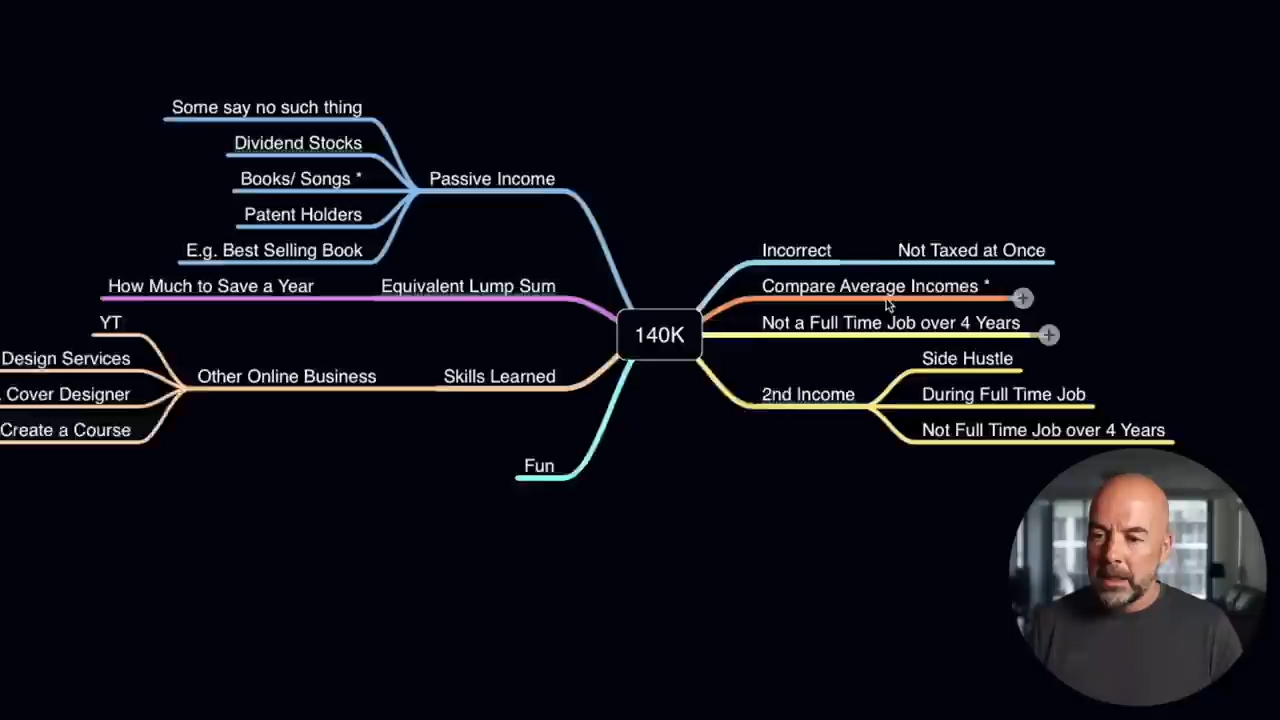 Some say no such thing
Dividend Stocks
Books/ Songs *
Passive Income
Patent Holders
E.g. Best Selling Book
Incorrect Not Taxed at Once
How Much to Save a Year Equivalent Lump Sum
Compare Average Incomes *
YT
140K
Not a Full Time Job over 4 Years
Design Services
Side Hustle
Other Online Business Skills Learned
Cover Designer
2nd Income
During Full Time Job
Create a Course
Not Full Time Job over 4 Years
Fun